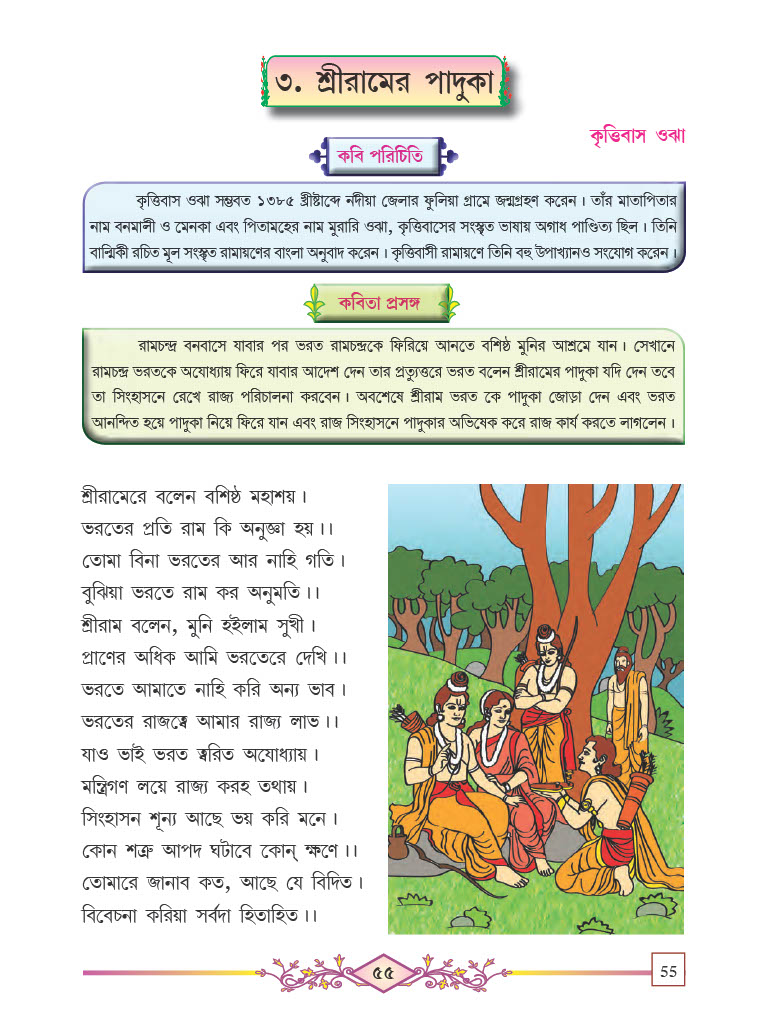 ৩. শ্রীরামের পাদুকা
কৃত্তিবাস ওঝা
কবি পরিচিতি
কৃত্তিবাস ওঝা সম্ভবত ১৩৮৫ খ্রীষ্টাব্দে নদীয়া জেলার ফুলিয়া গ্রামে জন্মগ্রহণ করেন। তাঁর মাতাপিতার
নাম বনমালী ও মেনকা এবং পিতামহের নাম মুরারি ওঝা, কৃত্তিবাসের সংস্কৃত ভাষায় অগাধ পাণ্ডিত্য ছিল। তিনি
বাল্মিকী রচিত মূল সংস্কৃত রামায়ণের বাংলা অনুবাদ করেন। কৃত্তিবাসী রামায়ণে তিনি বহু উপাখ্যানও সংযোগ করেন।
কবিতা প্রসঙ্গ
রামচন্দ্র বনবাসে যাবার পর ভরত রামচন্দ্রকে ফিরিয়ে আনতে বশিষ্ঠ মুনির আশ্রমে যান। সেখানে
রামচন্দ্র ভরতকে অযোধ্যায় ফিরে যাবার আদেশ দেন তার প্রত্যুত্তরে ভরত বলেন শ্রীরামের পাদুকা যদি দেন তবে
তা সিংহাসনে রেখে রাজ্য পরিচালনা করবেন। অবশেষে শ্রীরাম ভরত কে পাদুকা জোড়া দেন এবং ভরত
আনন্দিত হয়ে পাদুকা নিয়ে ফিরে যান এবং রাজ সিংহাসনে পাদুকার অভিষেক করে রাজ কার্য করতে লাগলেন।
শ্রীরামেরে বলেন বশিষ্ঠ মহাশয়।
ভরতের প্রতি রাম কি অনুজ্ঞা হয়।।
তোমা বিনা ভরতের আর নাহি গতি।
বুঝিয়া ভরতে রাম কর অনুমতি।।
শ্রীরাম বলেন, মুনি হইলাম সুখী।
প্রাণের অধিক আমি ভরতেরে দেখি।।
ভরতে আমাতে নাহি করি অন্য ভাব।
ভরতের রাজত্বে আমার রাজ্য লাভ।।
যাও ভাই ভরত ত্বরিত অযোধ্যায়।
মন্ত্রিগণ লয়ে রাজ্য করহ তথায়।
সিংহাসন শূন্য আছে ভয় করি মনে।
কোন শত্রু আপদ ঘটাবে কোন্ ক্ষণে।।
তোমারে জানাব কত, আছে যে বিদিত।
বিবেচনা করিয়া সর্বদা হিতাহিত।।
৫৫
55